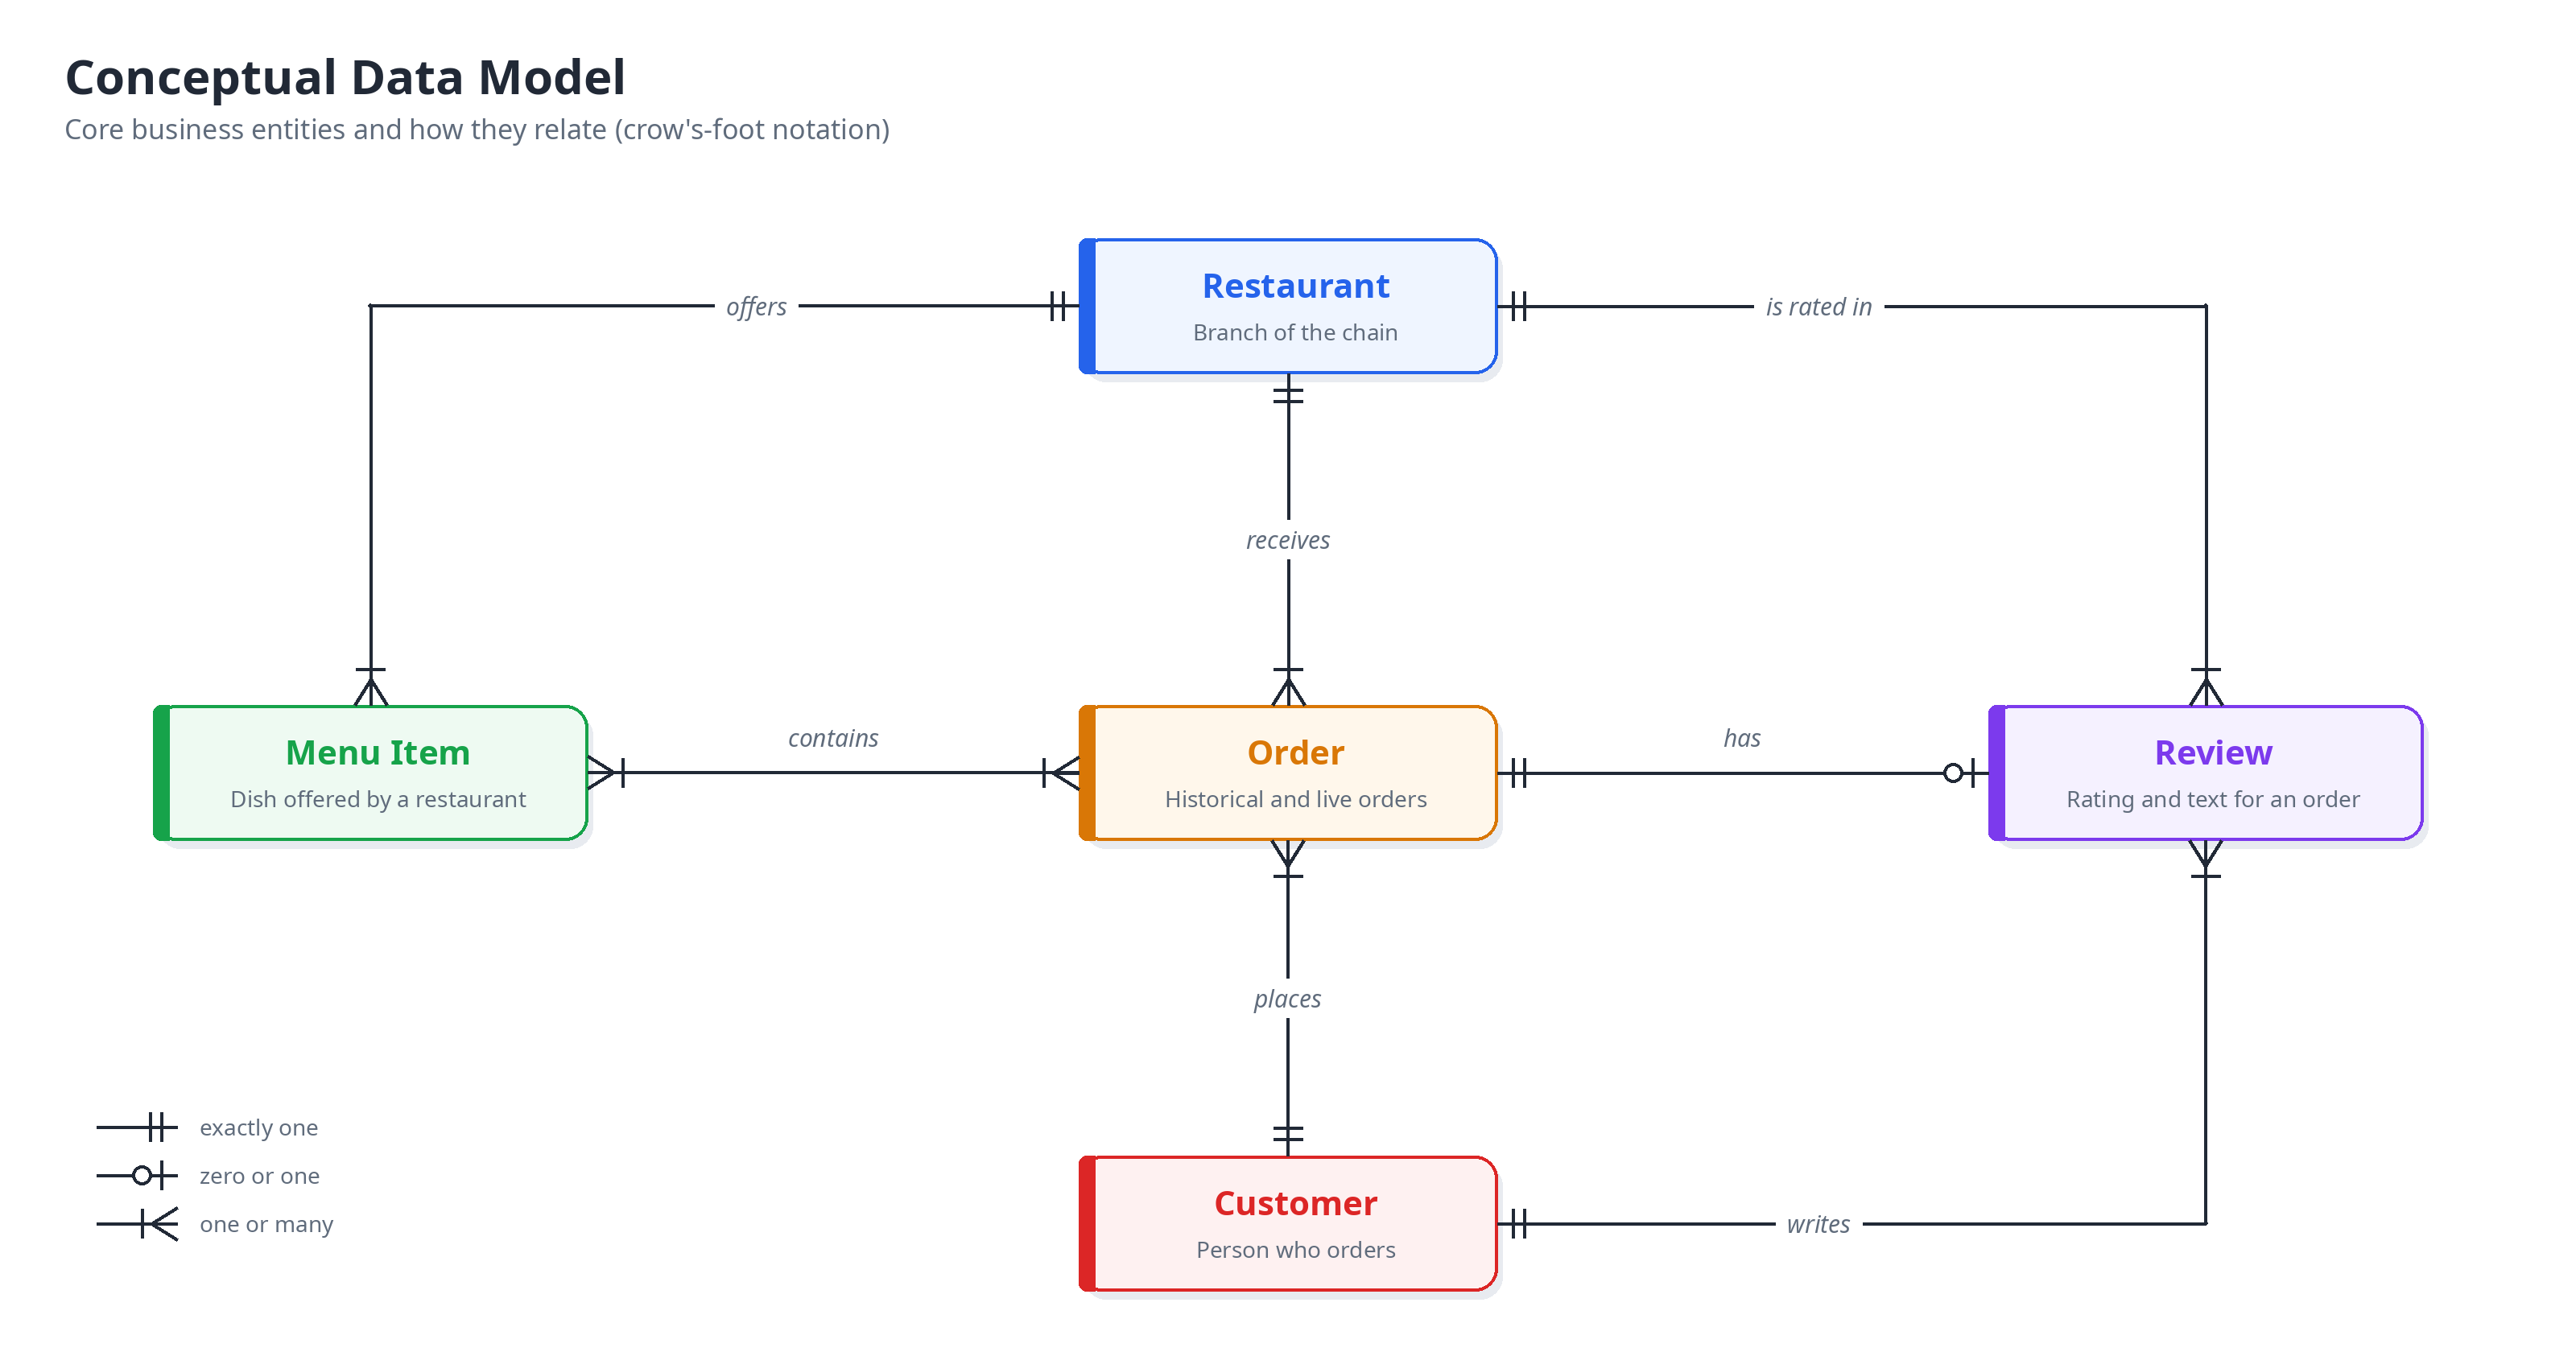 Conceptual Data Model
Core business entities and how they relate (crow's-foot notation)
Restaurant
Branch of the chain
offers
is rated in
receives
Menu Item
Dish offered by a restaurant
contains
Order
Historical and live orders
has
Review
Rating and text for an order
places
Customer
Person who orders
writes
exactly one
zero or one
one or many